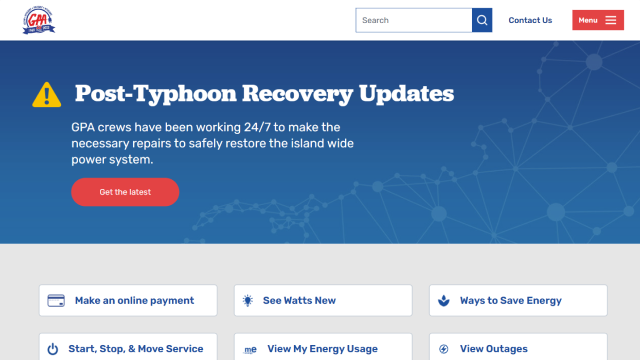 GPA
Search
Contact Us
Menu
Post-Typhoon Recovery Updates
GPA crews have been working 24/7 to make the
necessary repairs to safely restore the island wide
power system.
Get the latest
Make an online payment
See Watts New
Ways to Save Energy
Start, Stop, & Move Service
me
View My Energy Usage
View Outages